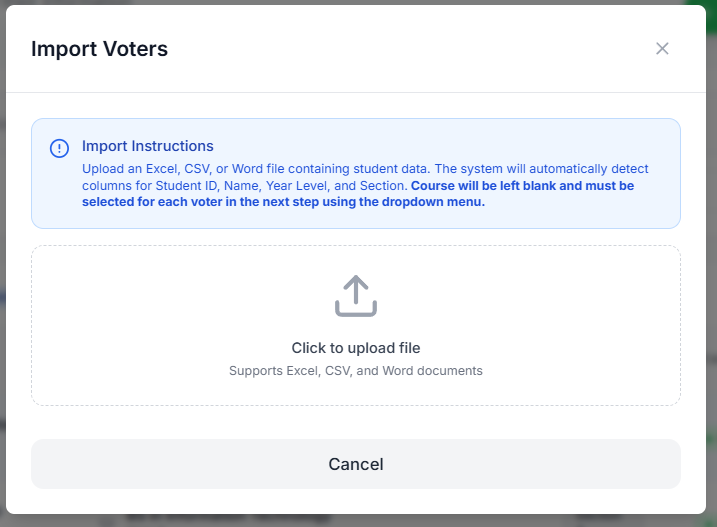 Import Voters
Import Instructions
Upload an Excel, CSV, or Word file containing student data. The system will automatically detect
columns for Student ID, Name, Year Level, and Section. Course will be left blank and must be
selected for each voter in the next step using the dropdown menu.
Click to upload file
Supports Excel, CSV, and Word documents
Cancel